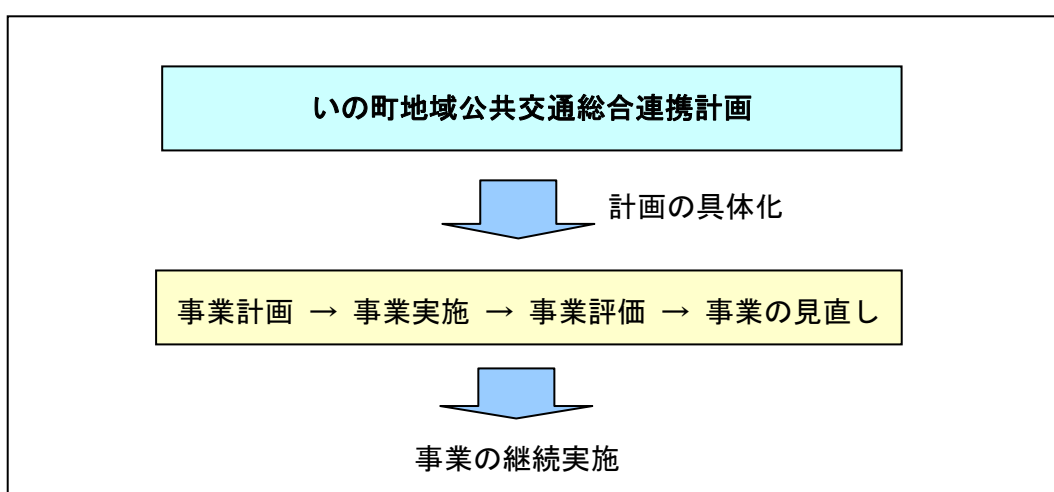 いの町地域公共交通総合連携計画
計画の具体化
事業計画 → 事業実施 → 事業評価 → 事業の見直し
事業の継続実施